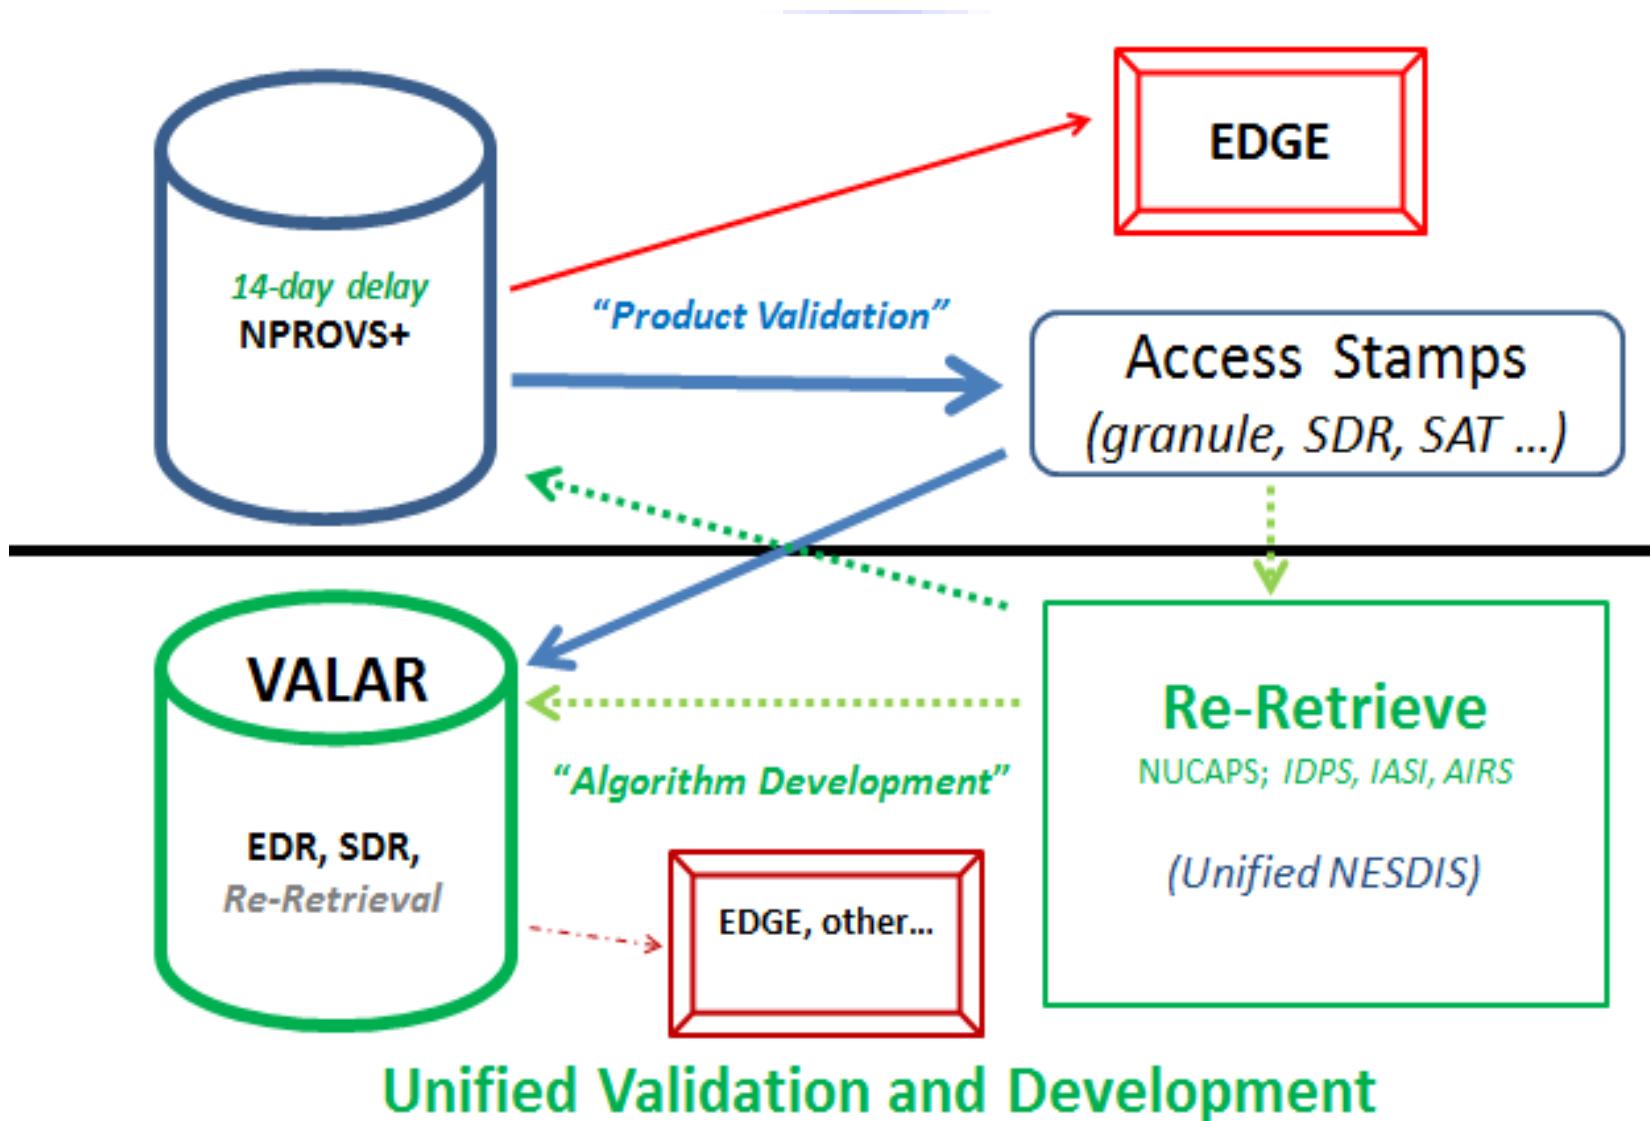 EDGE
14-day delay
NPROVS+
“Product Validation”
Access Stamps
(granule, SDR, SAT ...)
VALAR
EDR, SDR,
Re-Retrieval
“Algorithm Development”
Re-Retrieve
NUCAPS; IDPS, IASI, AIRS
(Unified NESDIS)
EDGE, other...
Unified Validation and Development